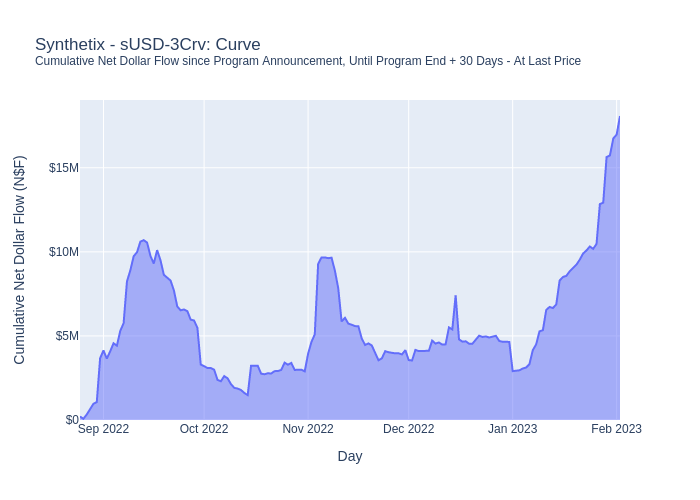 Synthetix - sUSD-3Crv: Curve
Cumulative Net Dollar Flow since Program Announcement, Until Program End + 30 Days - At Last Price
Cumulative Net Dollar Flow (N$F)
$15M
$10M
$5M
$0
Sep 2022
Oct 2022
Nov 2022
Dec 2022
Jan 2023
Feb 2023
Day